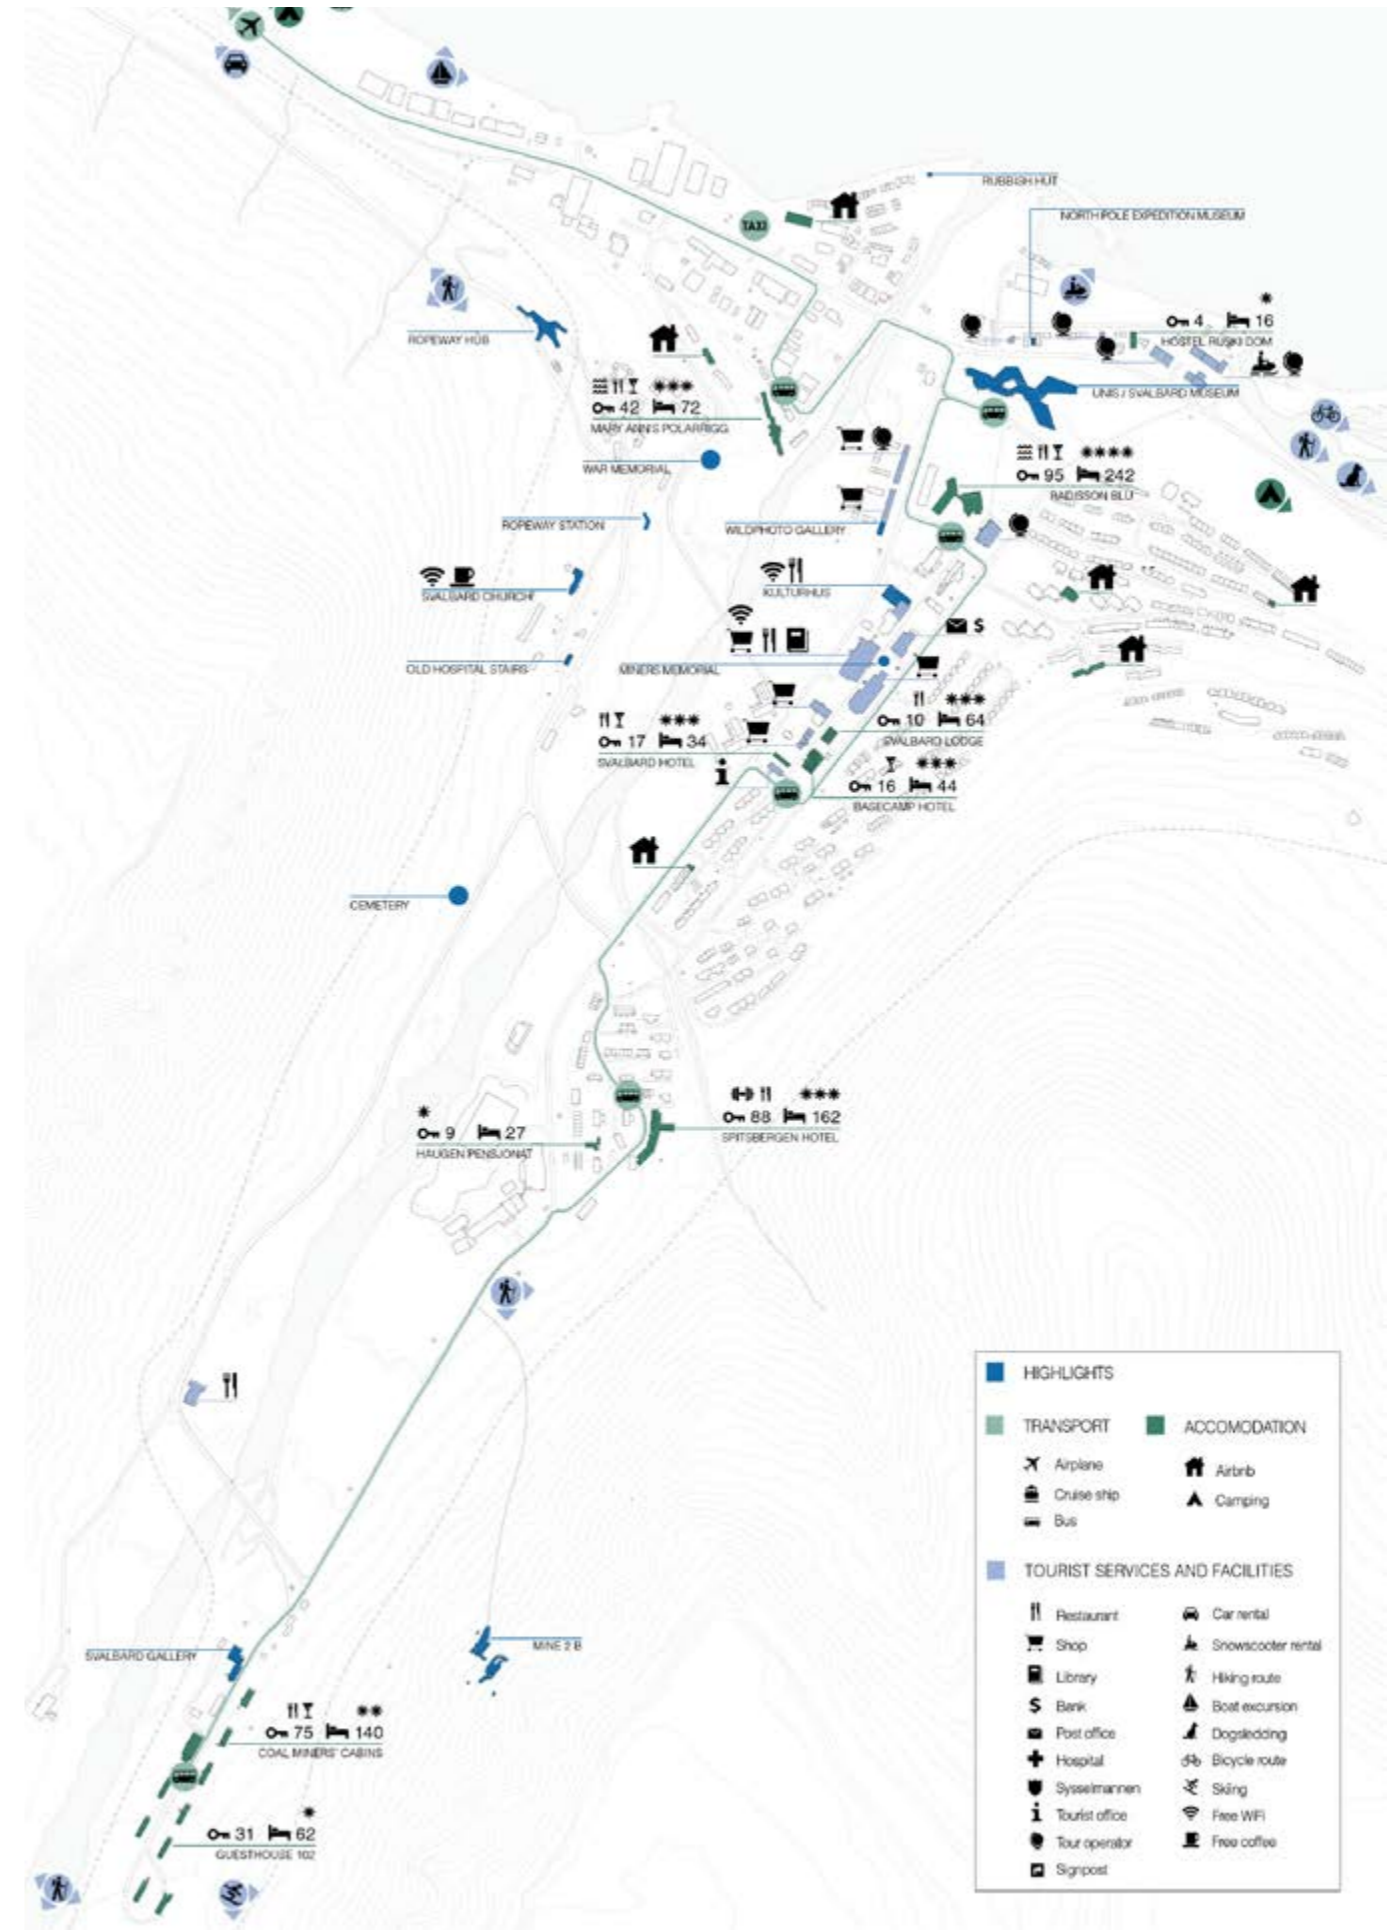 TAXI
RUBBISH HUT
NORTH POLE EXPEDITION MUSEUM
4 16
HOSTEL RUSKI DOM
ROPEWAY HUB
UNIS / SVALBARD MUSEUM
42 72
MARY ANN'S POLARRIGG
WAR MEMORIAL
95 242
RADISSON BLU
ROPEWAY STATION
WILDPHOTO GALLERY
SVALBARD CHURCH
KULTURHUS
$
OLD HOSPITAL STAIRS
MINERS MEMORIAL
10 64
SVALBARD LODGE
17 34
SVALBARD HOTEL
i
16 44
BASECAMP HOTEL
CEMETERY
88 162
SPITSBERGEN HOTEL
9 27
HAUGEN PENSJONAT
MINE 2 B
SVALBARD GALLERY
75 140
COAL MINERS' CABINS
31 62
GUESTHOUSE 102
HIGHLIGHTS
TRANSPORT
Airplane
Cruise ship
Bus
ACCOMODATION
Airbnb
Camping
TOURIST SERVICES AND FACILITIES
Restaurant
Shop
Library
$ Bank
Post office
Hospital
Sysselmannen
i Tourist office
Tour operator
Signpost
Car rental
Snowscooter rental
Hiking route
Boat excursion
Dogsledding
Bicycle route
Skiing
Free WiFi
Free coffee